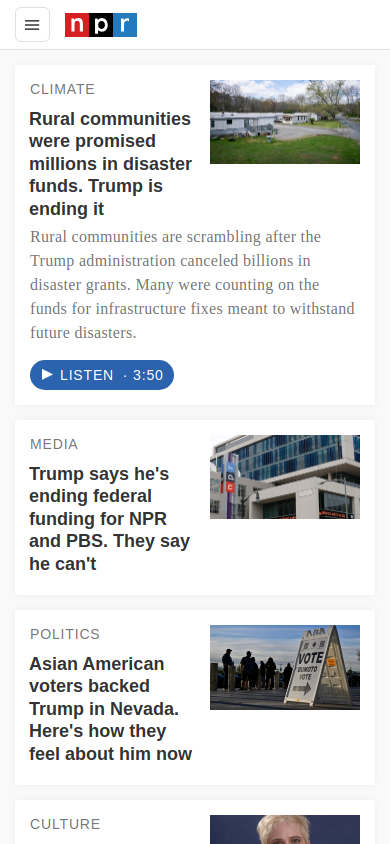 npr
CLIMATE
Rural communities
were promised
millions in disaster
funds. Trump is
ending it
Rural communities are scrambling after the
Trump administration canceled billions in
disaster grants. Many were counting on the
funds for infrastructure fixes meant to withstand
future disasters.
LISTEN · 3:50
MEDIA
Trump says he's
ending federal
funding for NPR
and PBS. They say
he can't
npr
POLITICS
Asian American
voters backed
Trump in Nevada.
Here's how they
feel about him now
VOTE
BUMOTO
VOTE
CULTURE